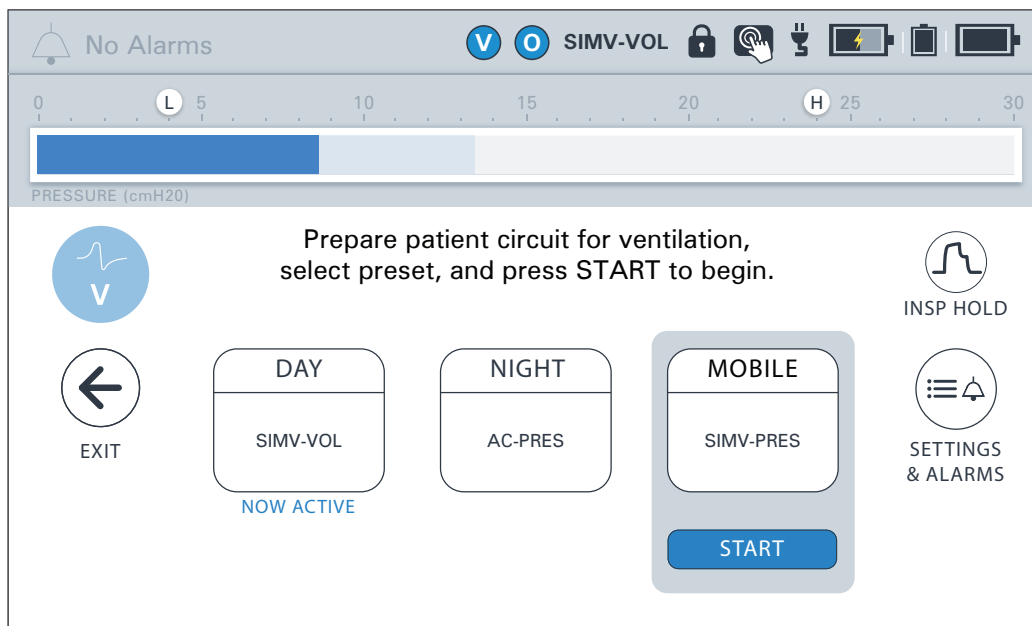 No Alarms
V O SIMV-VOL
0 L 5 10 15 20 H 25 30
PRESSURE (cmH20)
Prepare patient circuit for ventilation,
select preset, and press START to begin.
V
INSP HOLD
EXIT
DAY
SIMV-VOL
NOW ACTIVE
NIGHT
AC-PRES
MOBILE
SIMV-PRES
START
SETTINGS
& ALARMS